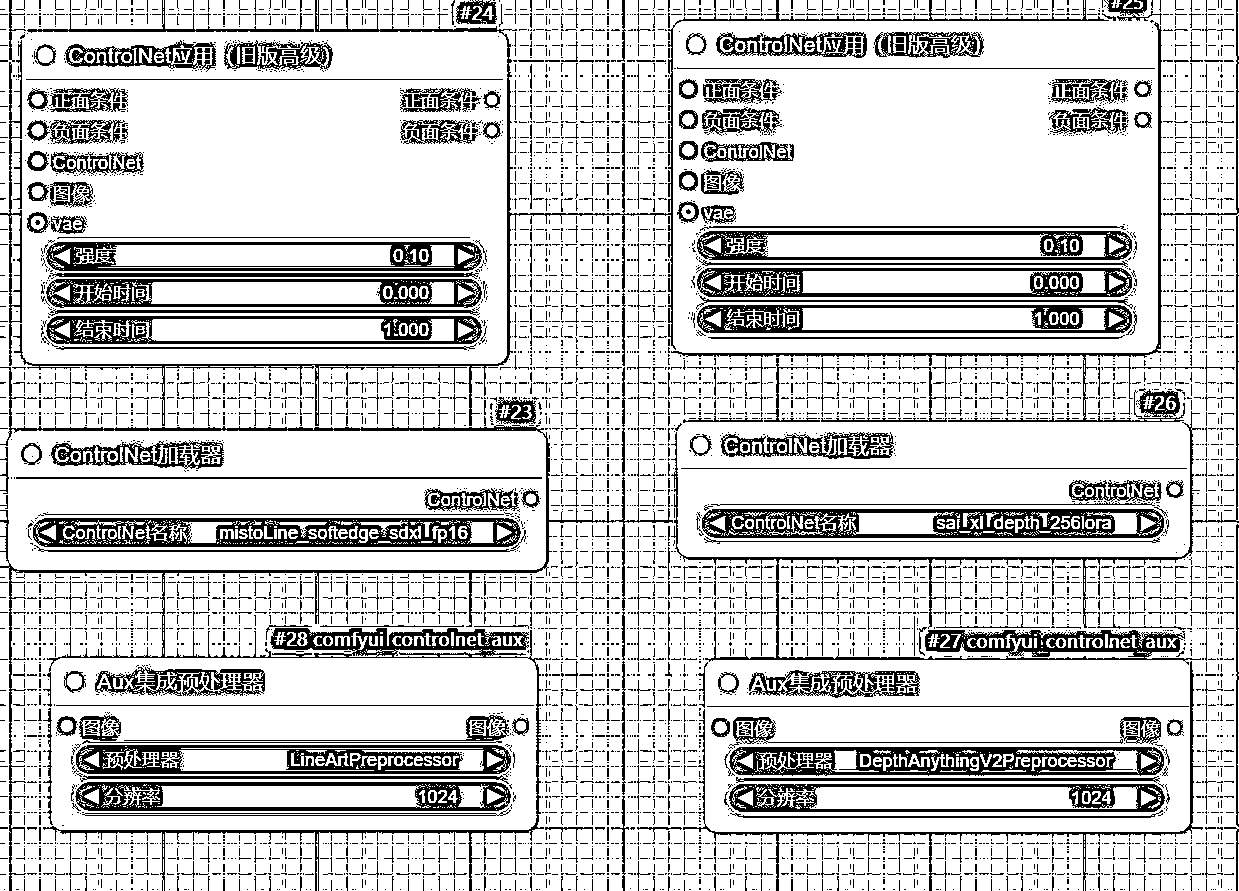 #24
ControlNet应用（旧版高级）
正面条件 正面条件
负面条件 负面条件
ControlNet
图像
vae
强度 0.10
开始时间 0.000
结束时间 1.000
#25
ControlNet应用（旧版高级）
正面条件 正面条件
负面条件 负面条件
ControlNet
图像
vae
强度 0.10
开始时间 0.000
结束时间 1.000
#23
ControlNet加载器
ControlNet
ControlNet名称 mistoLine_softedge_sdxl_fp16
#26
ControlNet加载器
ControlNet
ControlNet名称 sai_xl_depth_256lora
#28 comfyui_controlnet_aux
Aux集成预处理器
图像 图像
预处理器 LineArtPreprocessor
分辨率 1024
#27 comfyui_controlnet_aux
Aux集成预处理器
图像 图像
预处理器 DepthAnythingV2Preprocessor
分辨率 1024